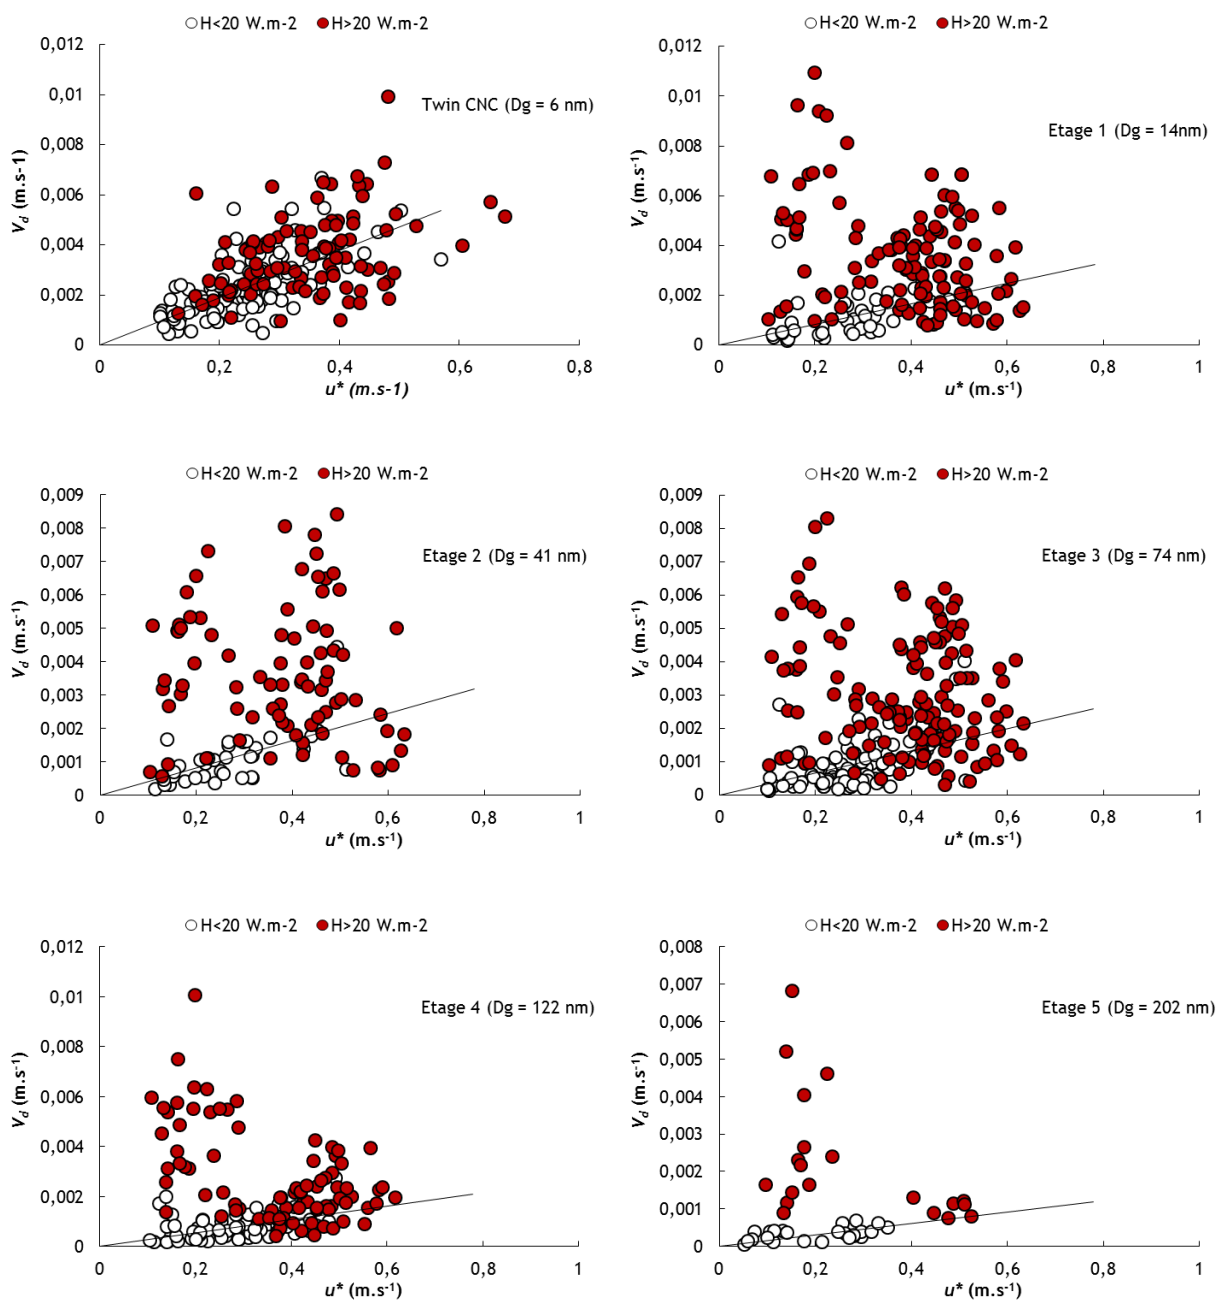 H<20 W.m-2 H>20 W.m-2
0,012
0,01
0,008
0,006
0,004
0,002
0
V_d (m.s-1)
Twin CNC (Dg = 6 nm)
0 0,2 0,4 0,6 0,8
u* (m.s-1)
H<20 W.m-2 H>20 W.m-2
0,012
0,01
0,008
0,006
0,004
0,002
0
V_d (m.s⁻¹)
Etage 1 (Dg = 14nm)
0 0,2 0,4 0,6 0,8 1
u* (m.s⁻¹)
H<20 W.m-2 H>20 W.m-2
0,009
0,008
0,007
0,006
0,005
0,004
0,003
0,002
0,001
0
V_d (m.s⁻¹)
Etage 2 (Dg = 41 nm)
0 0,2 0,4 0,6 0,8 1
u* (m.s⁻¹)
H<20 W.m-2 H>20 W.m-2
0,009
0,008
0,007
0,006
0,005
0,004
0,003
0,002
0,001
0
V_d (m.s⁻¹)
Etage 3 (Dg = 74 nm)
0 0,2 0,4 0,6 0,8 1
u* (m.s⁻¹)
H<20 W.m-2 H>20 W.m-2
0,012
0,01
0,008
0,006
0,004
0,002
0
V_d (m.s⁻¹)
Etage 4 (Dg = 122 nm)
0 0,2 0,4 0,6 0,8 1
u* (m.s⁻¹)
H<20 W.m-2 H>20 W.m-2
0,008
0,007
0,006
0,005
0,004
0,003
0,002
0,001
0
V_d (m.s⁻¹)
Etage 5 (Dg = 202 nm)
0 0,2 0,4 0,6 0,8 1
u* (m.s⁻¹)